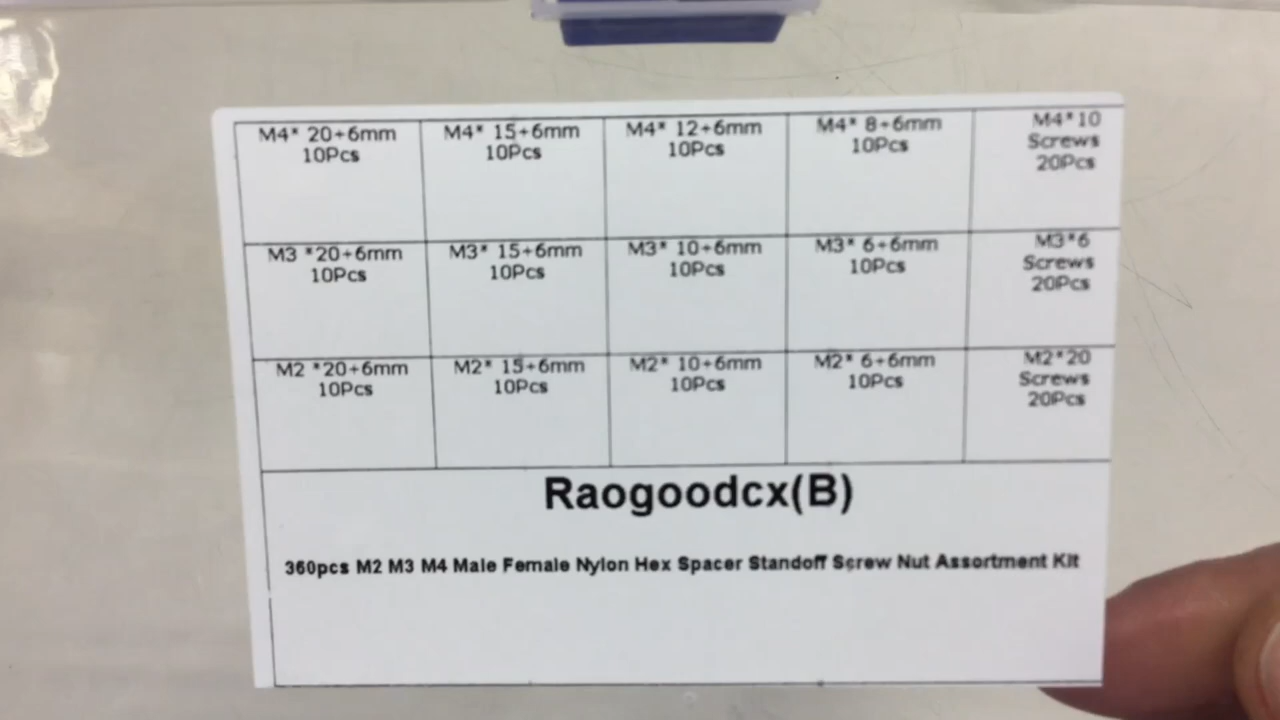 M4* 20+6mm
10Pcs
M4* 15+6mm
10Pcs
M4* 12+6mm
10Pcs
M4* 8+6mm
10Pcs
M4*10
Screws
20Pcs
M3 *20+6mm
10Pcs
M3* 15+6mm
10Pcs
M3* 10+6mm
10Pcs
M3* 6+6mm
10Pcs
M3*6
Screws
20Pcs
M2 *20+6mm
10Pcs
M2* 15+6mm
10Pcs
M2* 10+6mm
10Pcs
M2* 6+6mm
10Pcs
M2*20
Screws
20Pcs
Raogoodcx(B)
360pcs M2 M3 M4 Male Female Nylon Hex Spacer Standoff Screw Nut Assortment Kit